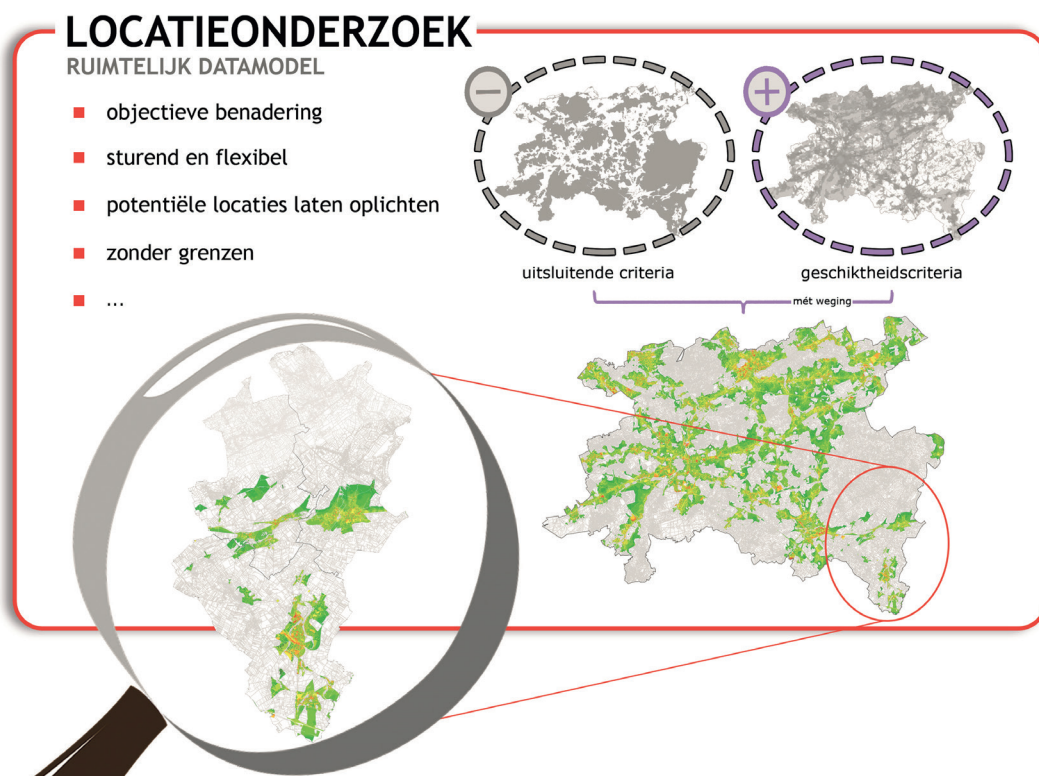 LOCATIEONDERZOEK
RUIMTELIJK DATAMODEL
objectieve benadering
sturend en flexibel
potentiële locaties laten oplichten
zonder grenzen
...
uitsluitende criteria
geschiktheidscriteria
mét weging